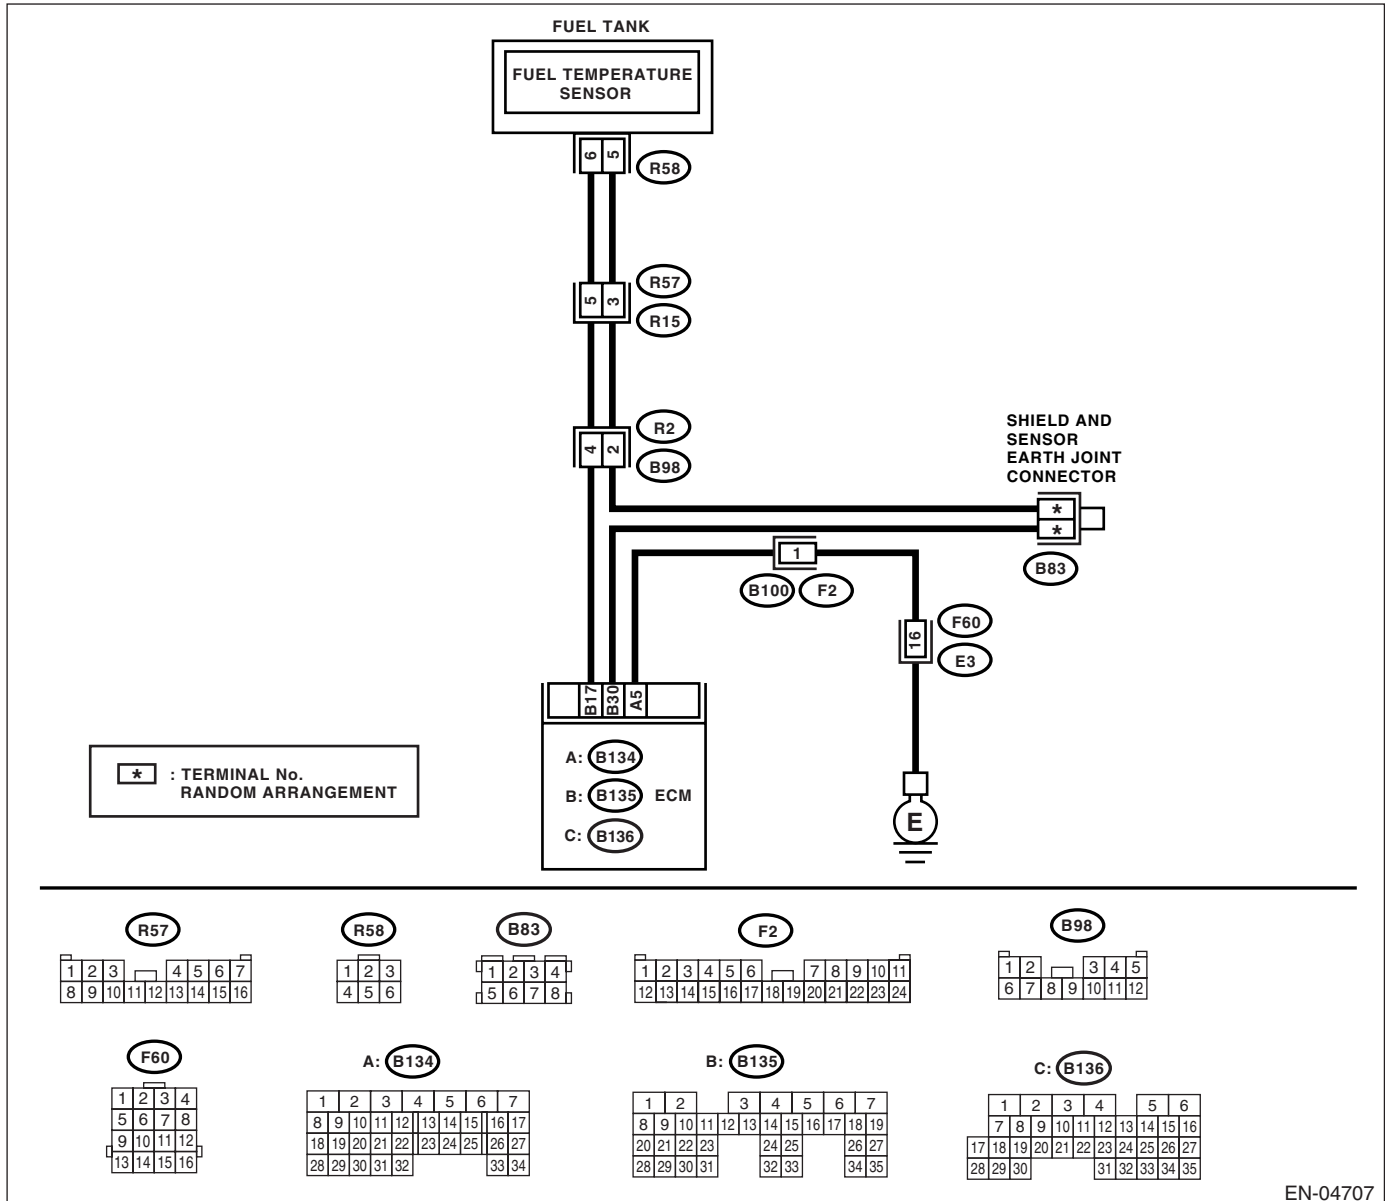 FUEL TANK
FUEL TEMPERATURE
SENSOR
6 5
R58
5 3
R57
R15
4 2
R2
B98
SHIELD AND
SENSOR
EARTH JOINT
CONNECTOR
*
*
B83
1
B100 F2
16
F60
E3
B17 B30 A5
A: B134
B: B135 ECM
C: B136
E
* : TERMINAL No.
RANDOM ARRANGEMENT
R57
1 2 3 4 5 6 7
8 9 10 11 12 13 14 15 16
R58
1 2 3
4 5 6
B83
1 2 3 4
5 6 7 8
F2
1 2 3 4 5 6 7 8 9 10 11
12 13 14 15 16 17 18 19 20 21 22 23 24
B98
1 2 3 4 5
6 7 8 9 10 11 12
F60
1 2 3 4
5 6 7 8
9 10 11 12
13 14 15 16
A: B134
1 2 3 4 5 6 7
8 9 10 11 12 13 14 15 16 17
18 19 20 21 22 23 24 25 26 27
28 29 30 31 32 33 34
B: B135
1 2 3 4 5 6 7
8 9 10 11 12 13 14 15 16 17 18 19
20 21 22 23 24 25 26 27
28 29 30 31 32 33 34 35
C: B136
1 2 3 4 5 6
7 8 9 10 11 12 13 14 15 16
17 18 19 20 21 22 23 24 25 26 27
28 29 30 31 32 33 34 35
EN-04707